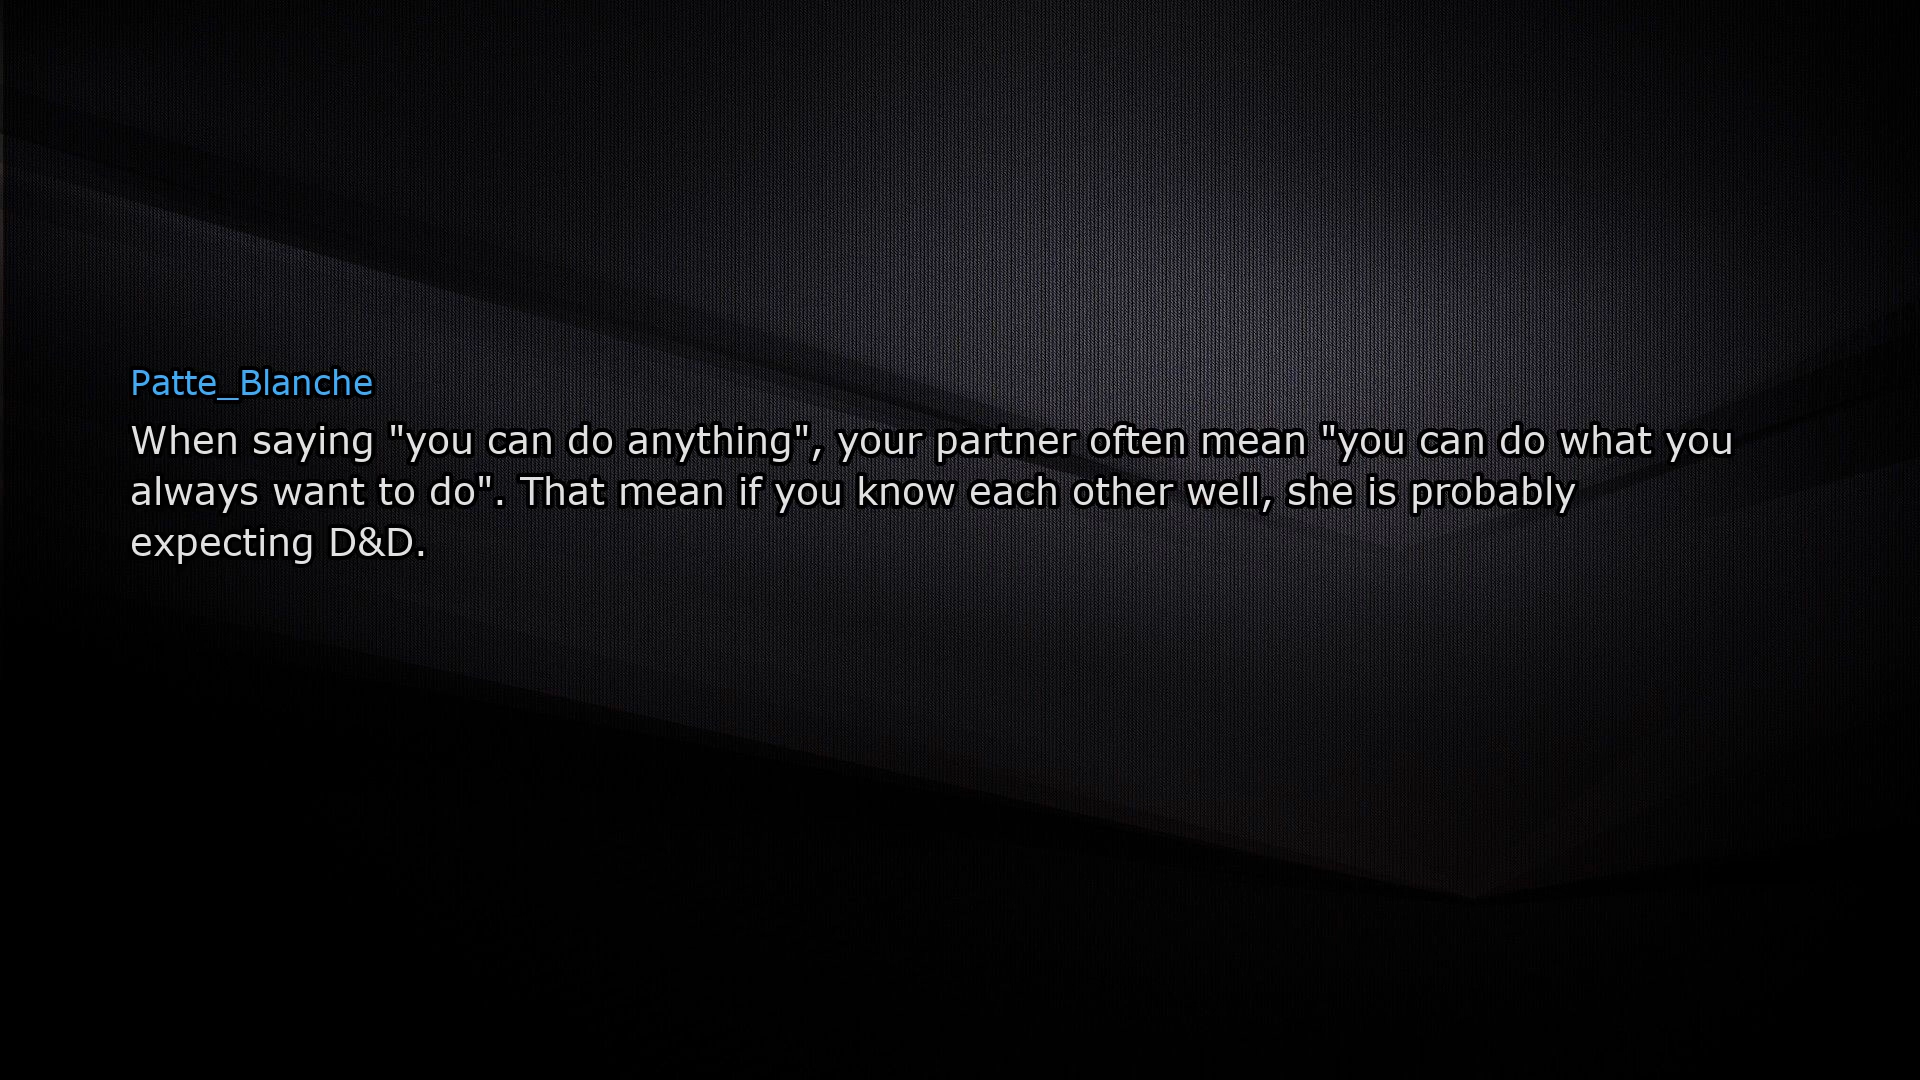 Patte_Blanche
When saying "you can do anything", your partner often mean "you can do what you
always want to do". That mean if you know each other well, she is probably
expecting D&D.